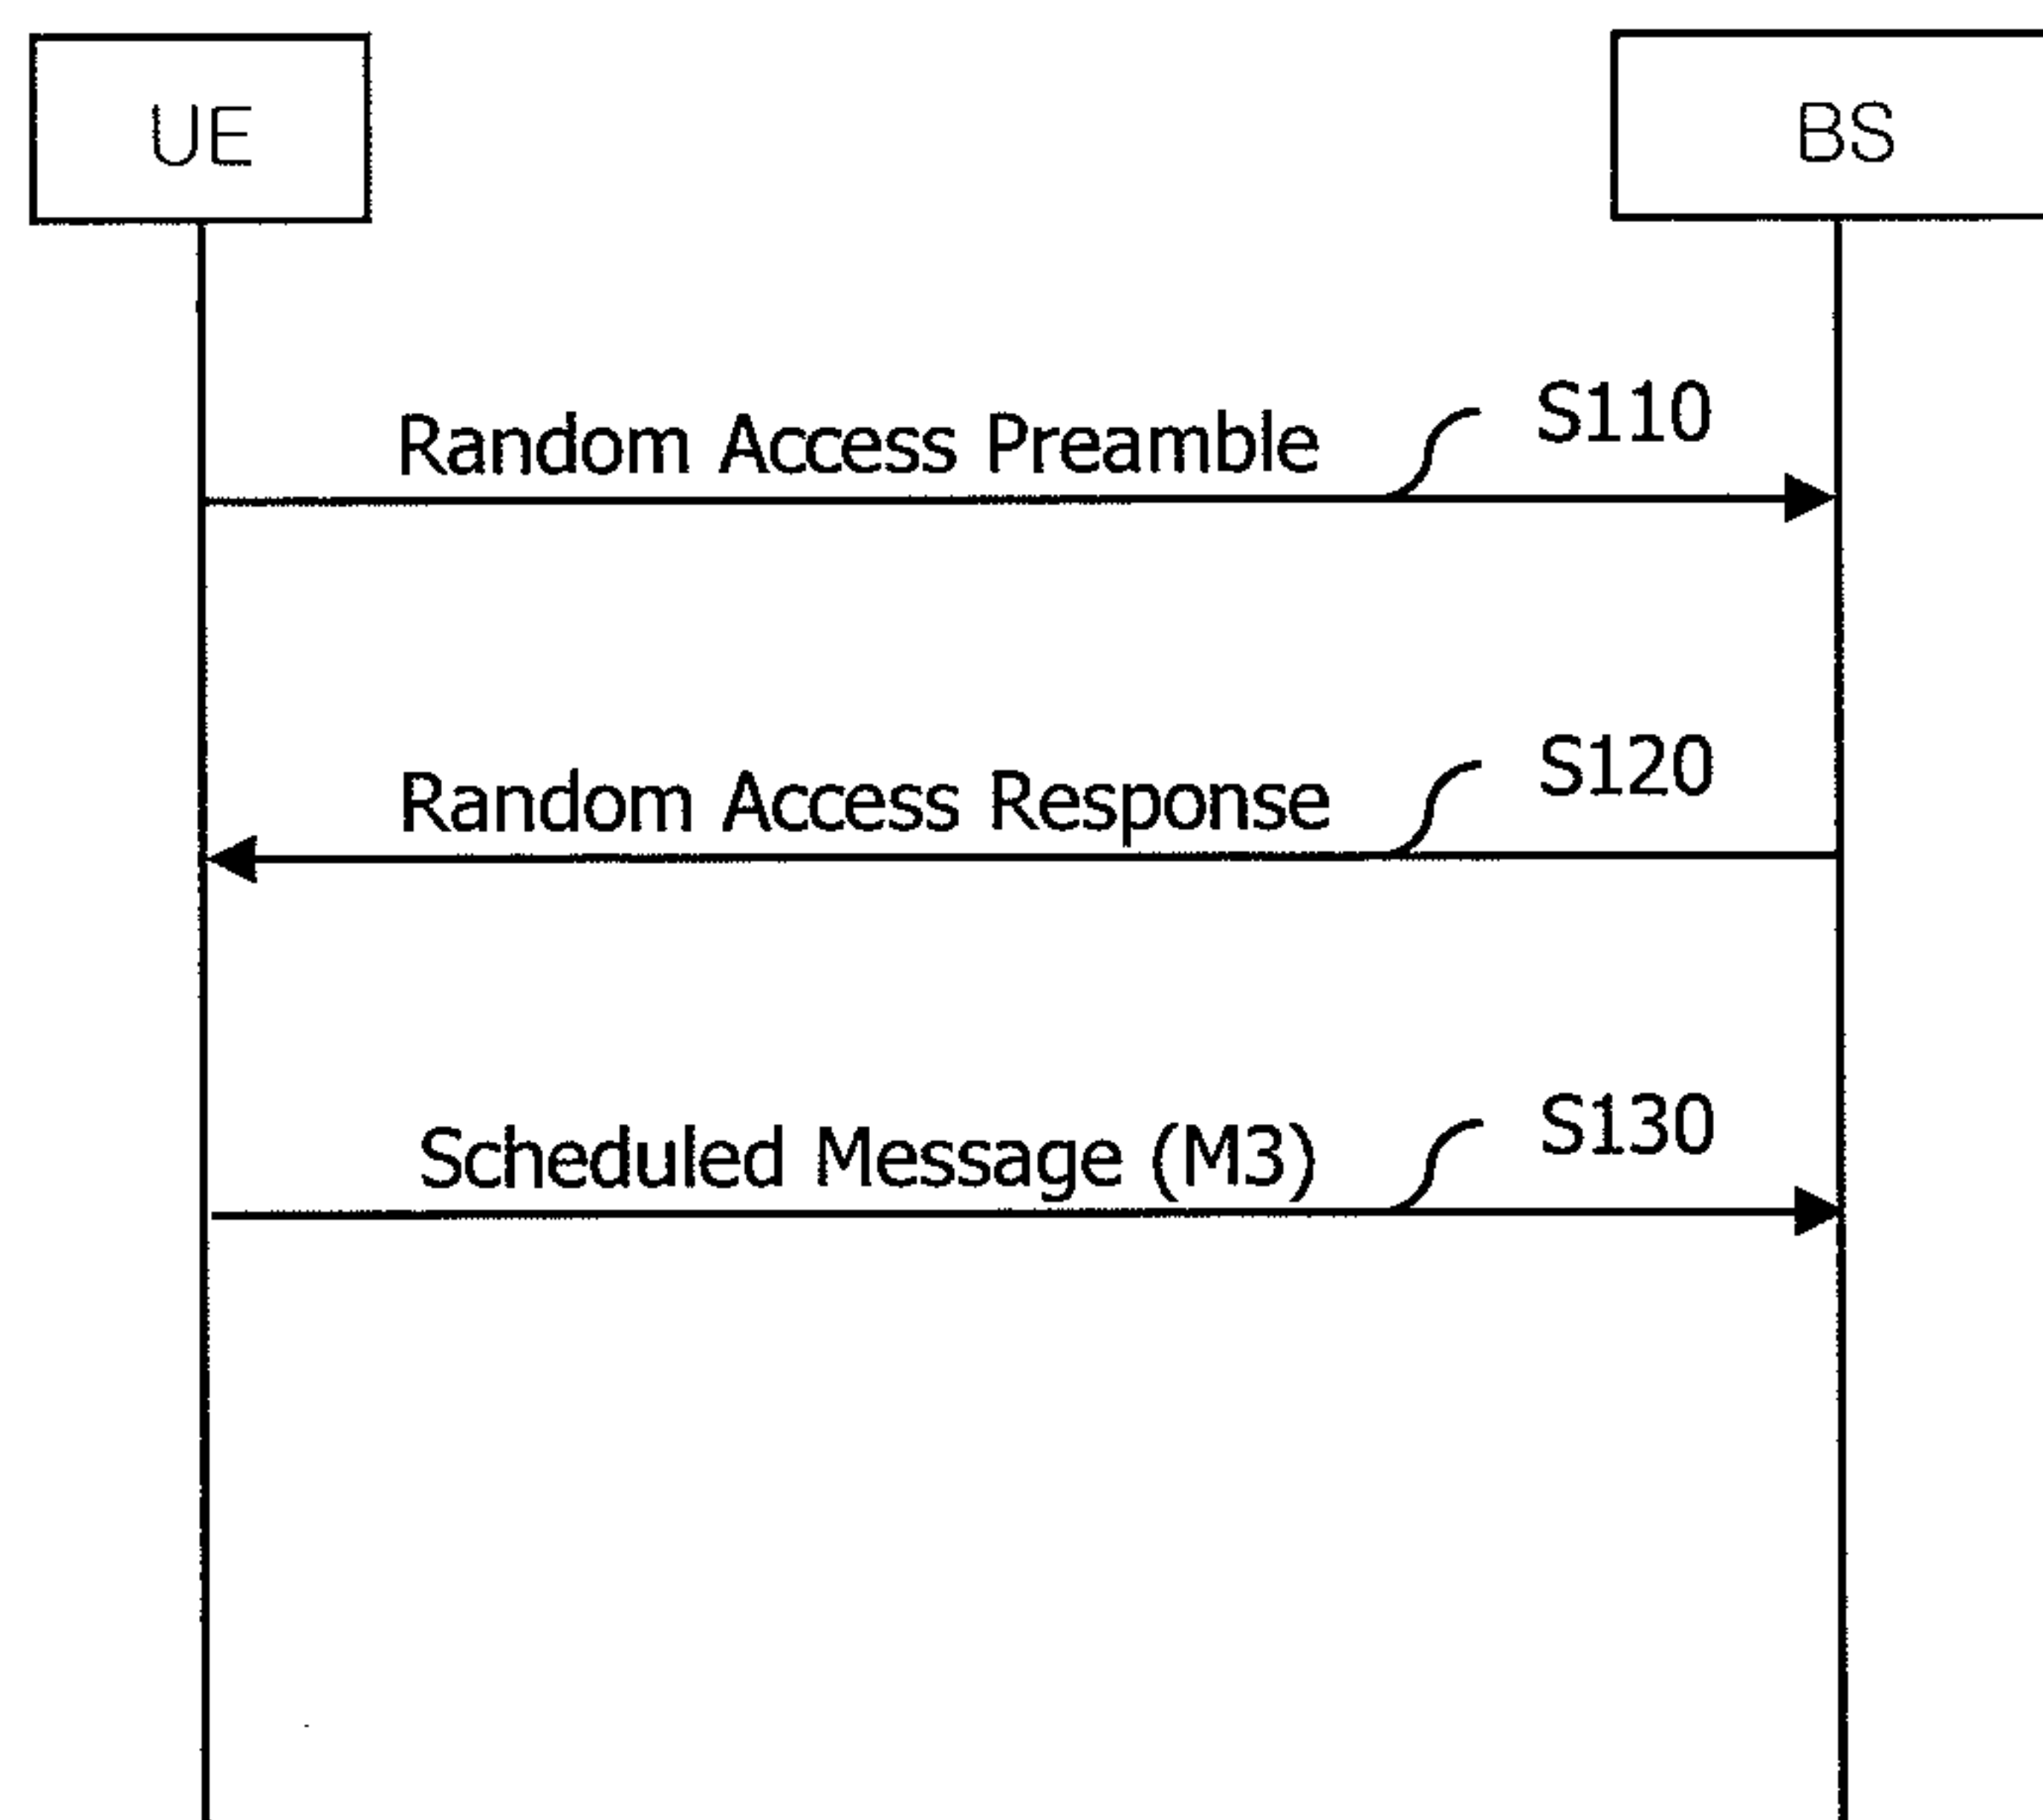 UE
BS
Random Access Preamble
S110
Random Access Response
S120
Scheduled Message (M3)
S130